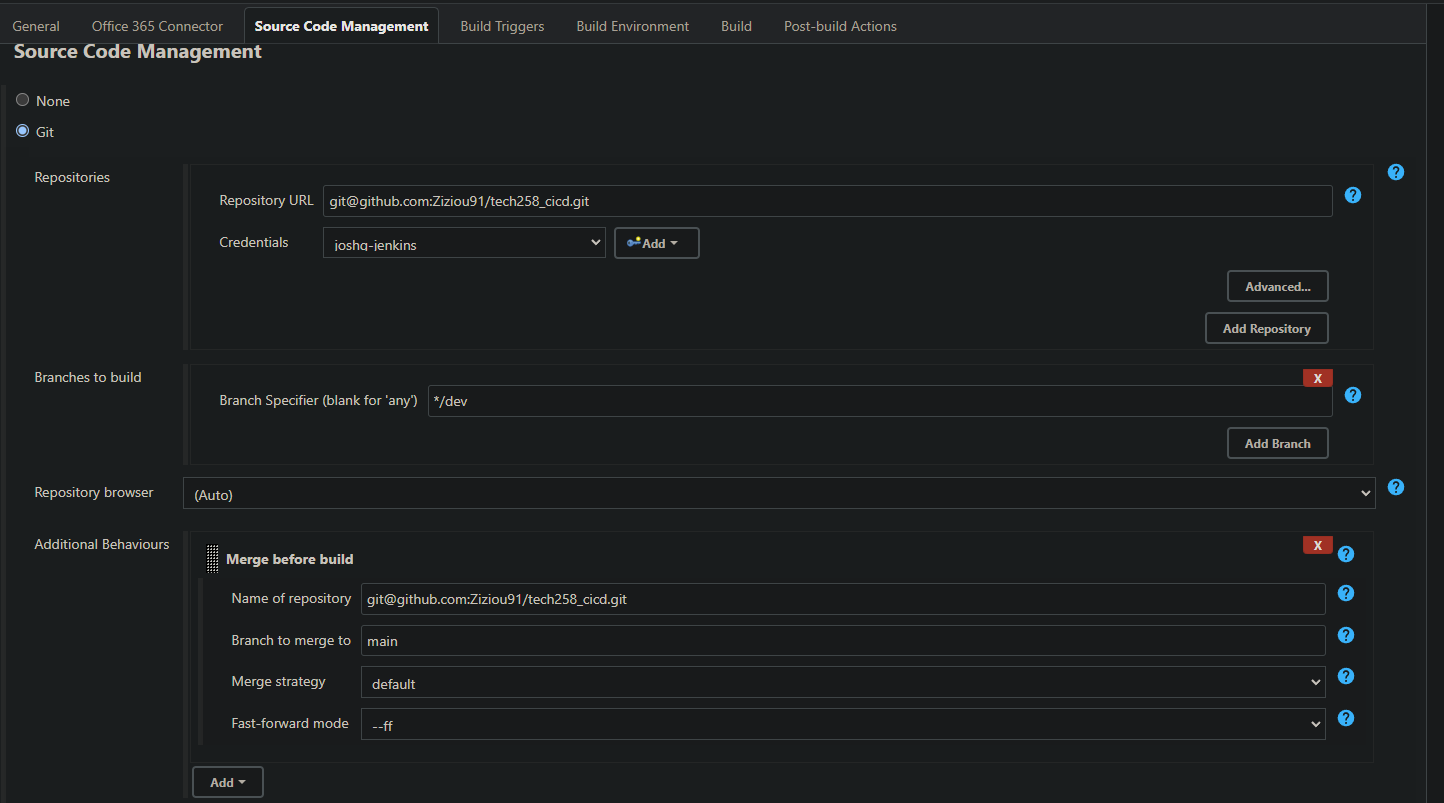 General Office 365 Connector Source Code Management Build Triggers Build Environment Build Post-build Actions
Source Code Management
None
Git
Repositories
Repository URL git@github.com:Ziziou91/tech258_cicd.git
Credentials joshg-jenkins Add
Advanced...
Add Repository
Branches to build
X
Branch Specifier (blank for 'any') */dev
Add Branch
Repository browser (Auto)
Additional Behaviours
X
Merge before build
Name of repository git@github.com:Ziziou91/tech258_cicd.git
Branch to merge to main
Merge strategy default
Fast-forward mode --ff
Add